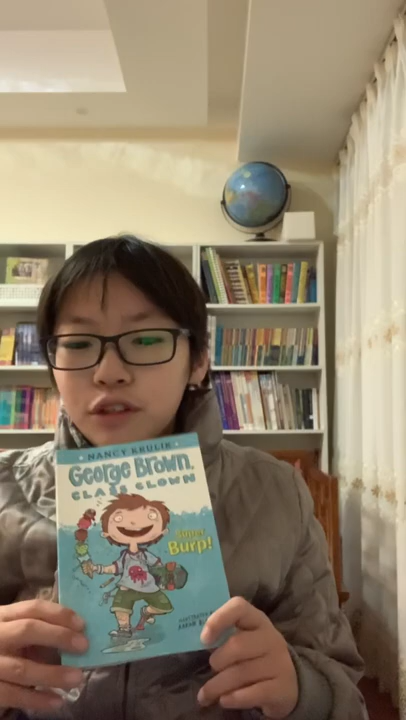 NANCY KRULIK
George Brown,
CLASS CLOWN
Super
Burp!